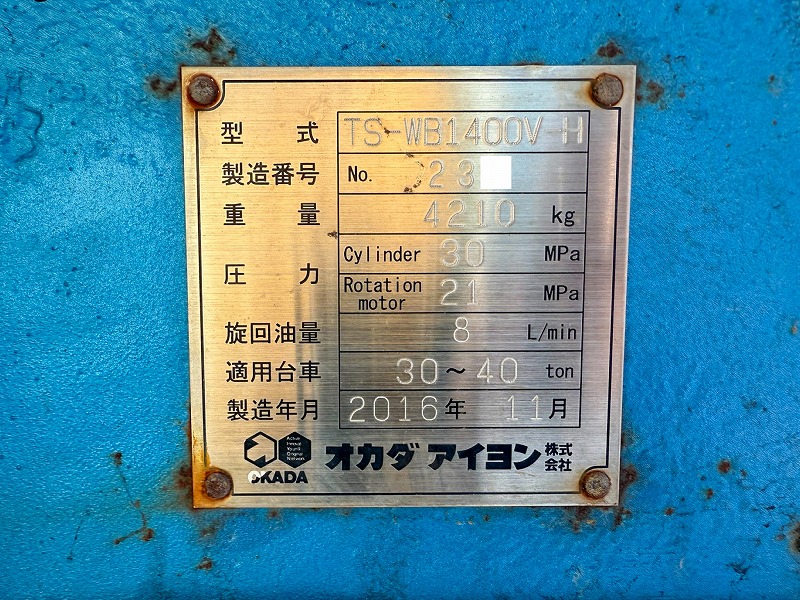 型式 TS-WB1400V-H
製造番号 No. 23
重量 4210 kg
圧力 Cylinder 30 MPa
Rotation motor 21 MPa
旋回油量 8 L/min
適用台車 30～40 ton
製造年月 2016年 11月
OKADA オカダ アイヨン 株式会社